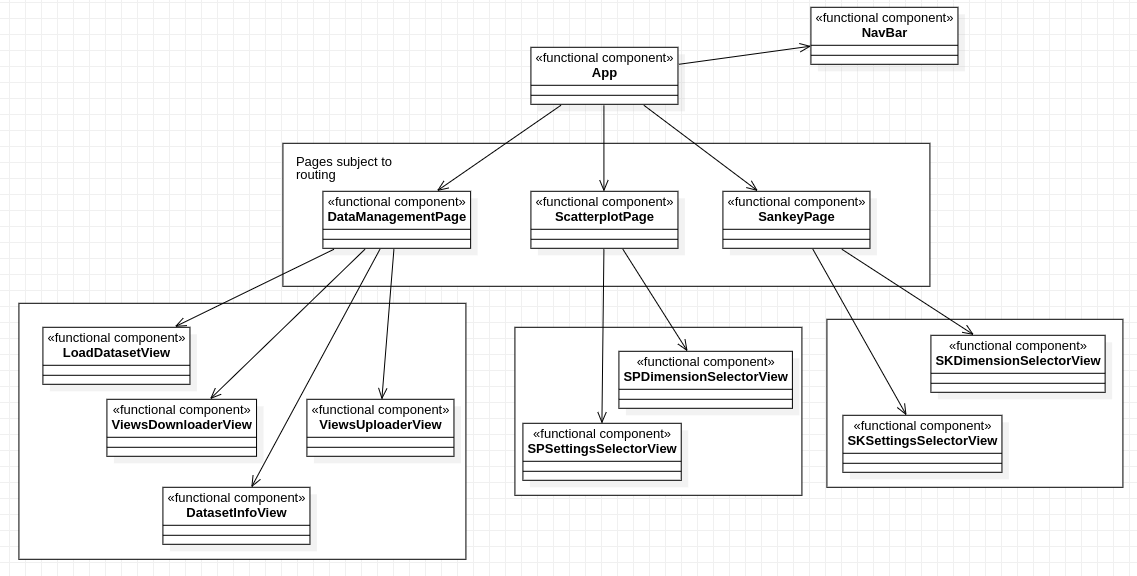 «functional component»
NavBar
«functional component»
App
Pages subject to
routing
«functional component»
DataManagementPage
«functional component»
ScatterplotPage
«functional component»
SankeyPage
«functional component»
LoadDatasetView
«functional component»
ViewsDownloaderView
«functional component»
ViewsUploaderView
«functional component»
DatasetInfoView
«functional component»
SPDimensionSelectorView
«functional component»
SPSettingsSelectorView
«functional component»
SKDimensionSelectorView
«functional component»
SKSettingsSelectorView